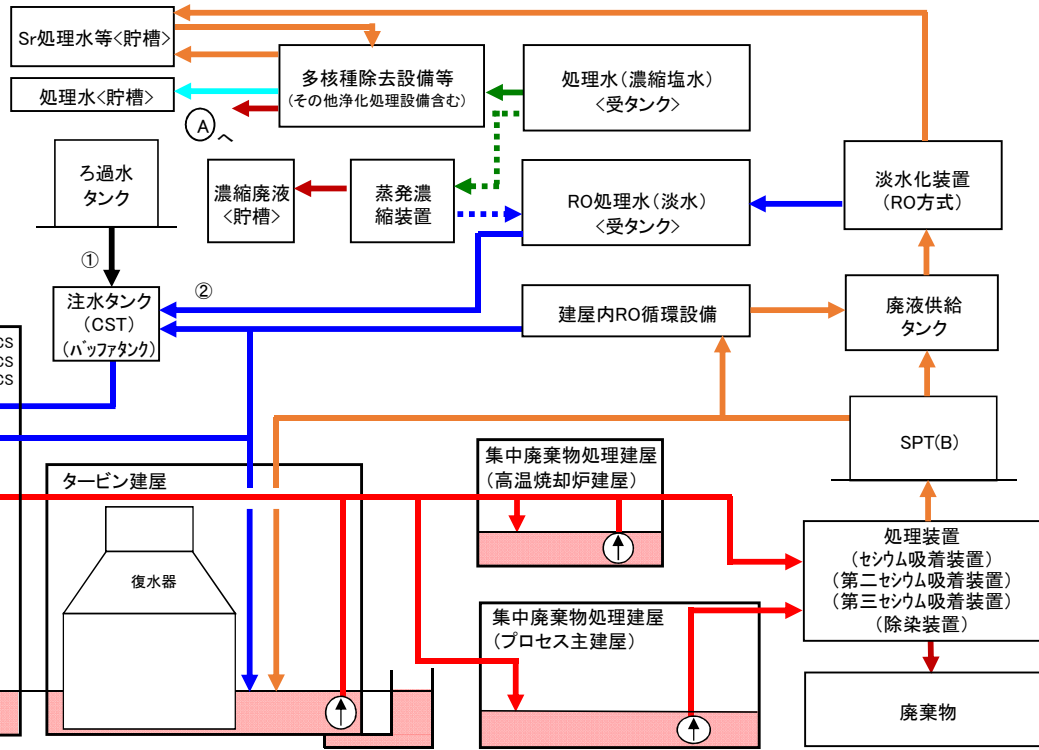 Sr処理水等<貯槽>
処理水<貯槽>
多核種除去設備等
(その他浄化処理設備含む)
Aへ
処理水(濃縮塩水)
<受タンク>
ろ過水
タンク
濃縮廃液
<貯槽>
蒸発濃
縮装置
RO処理水(淡水)
<受タンク>
淡水化装置
(RO方式)
①
②
注水タンク
(CST)
(バッファタンク)
建屋内RO循環設備
廃液供給
タンク
CS
CS
CS
SPT(B)
タービン建屋
復水器
集中廃棄物処理建屋
(高温焼却炉建屋)
集中廃棄物処理建屋
(プロセス主建屋)
処理装置
(セシウム吸着装置)
(第二セシウム吸着装置)
(第三セシウム吸着装置)
(除染装置)
廃棄物